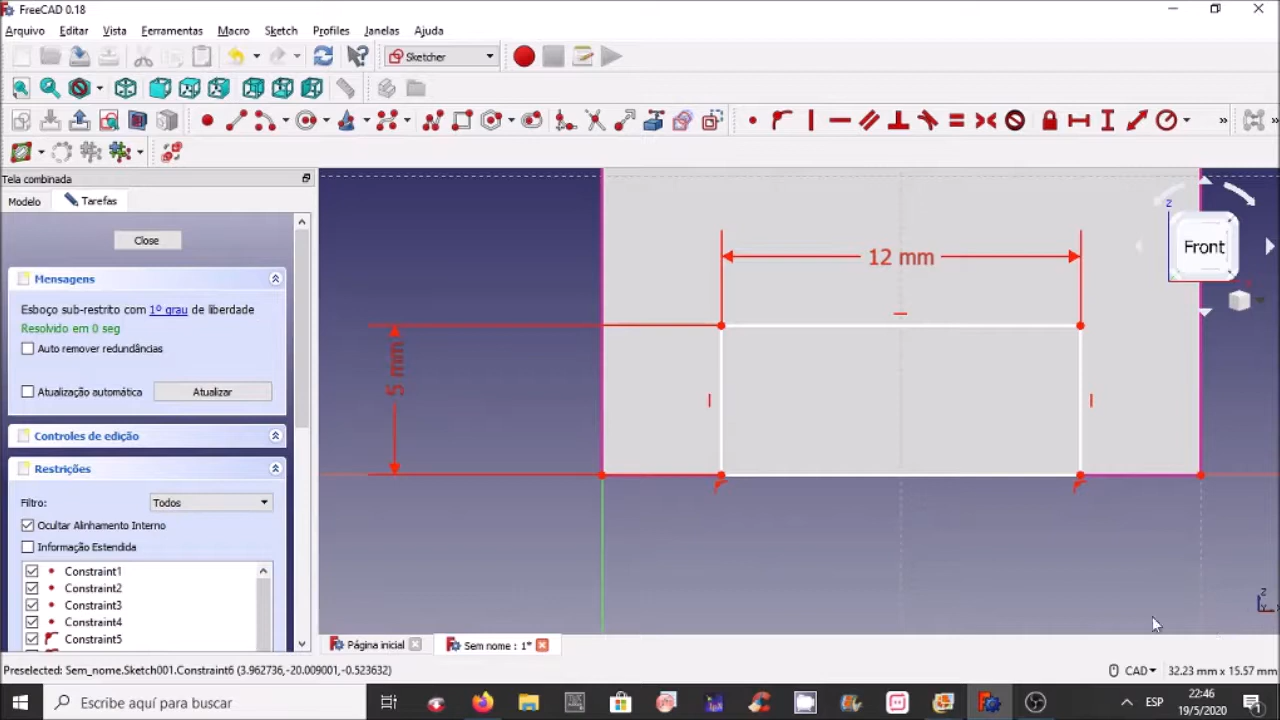 FreeCAD 0.18
Arquivo Editar Vista Ferramentas Macro Sketch Profiles Janelas Ajuda
Sketcher
Tela combinada
Modelo Tarefas
Close
Mensagens
Esboço sub-restrito com 1º grau de liberdade
Resolvido em 0 seg
Auto remover redundâncias
Atualização automática Atualizar
Controles de edição
Restrições
Filtro: Todos
Ocultar Alinhamento Interno
Informação Estendida
Constraint1
Constraint2
Constraint3
Constraint4
Constraint5
12 mm
5 mm
Front
z
Página inicial
Sem nome : 1*
Preselected: Sem_nome.Sketch001.Constraint6 (3.962736,-20.009001,-0.523632)
CAD 32.23 mm x 15.57 mm
Escribe aquí para buscar
ESP
22:46
19/5/2020